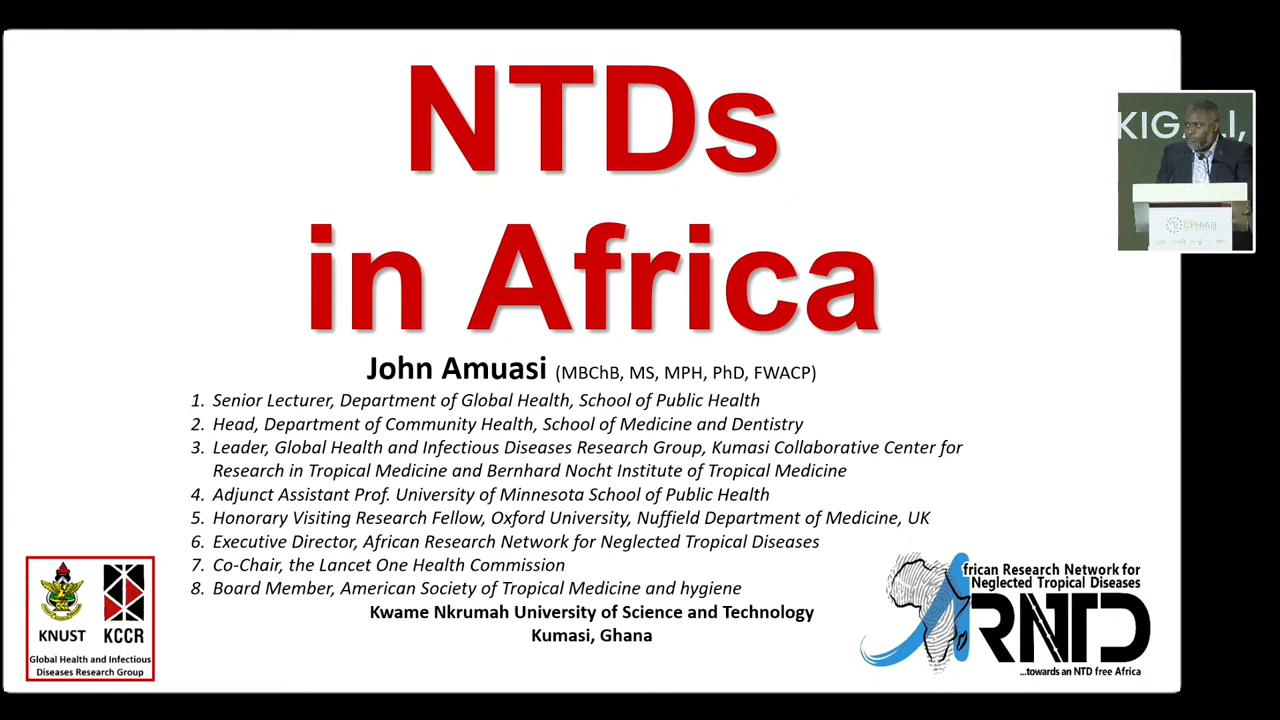 NTDs
in Africa
John Amuasi (MBChB, MS, MPH, PhD, FWACP)
1. Senior Lecturer, Department of Global Health, School of Public Health
2. Head, Department of Community Health, School of Medicine and Dentistry
3. Leader, Global Health and Infectious Diseases Research Group, Kumasi Collaborative Center for
Research in Tropical Medicine and Bernhard Nocht Institute of Tropical Medicine
4. Adjunct Assistant Prof. University of Minnesota School of Public Health
5. Honorary Visiting Research Fellow, Oxford University, Nuffield Department of Medicine, UK
6. Executive Director, African Research Network for Neglected Tropical Diseases
7. Co-Chair, the Lancet One Health Commission
8. Board Member, American Society of Tropical Medicine and hygiene
Kwame Nkrumah University of Science and Technology
Kumasi, Ghana
KNUST KCCR
Global Health and Infectious
Diseases Research Group
African Research Network for
Neglected Tropical Diseases
ARNTD
...towards an NTD free Africa
CPHIA